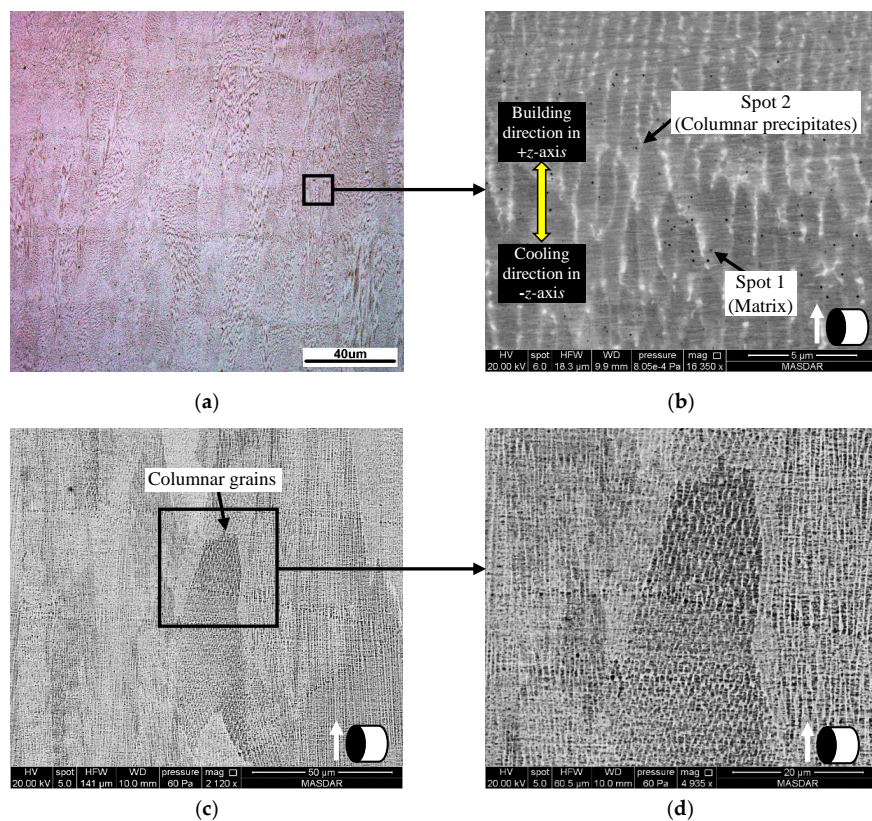 40um
Building
direction in
+z-axis
Cooling
direction in
-z-axis
Spot 2
(Columnar precipitates)
Spot 1
(Matrix)
HV spot HFW WD pressure mag 5 µm
20.00 kV 6.0 18.3 µm 9.9 mm 8.05e-4 Pa 16 350 x MASDAR
(a) (b)
Columnar grains
HV spot HFW WD pressure mag 50 µm
20.00 kV 5.0 141 µm 10.0 mm 60 Pa 2 120 x MASDAR
HV spot HFW WD pressure mag 20 µm
20.00 kV 5.0 60.5 µm 10.0 mm 60 Pa 4 935 x MASDAR
(c) (d)